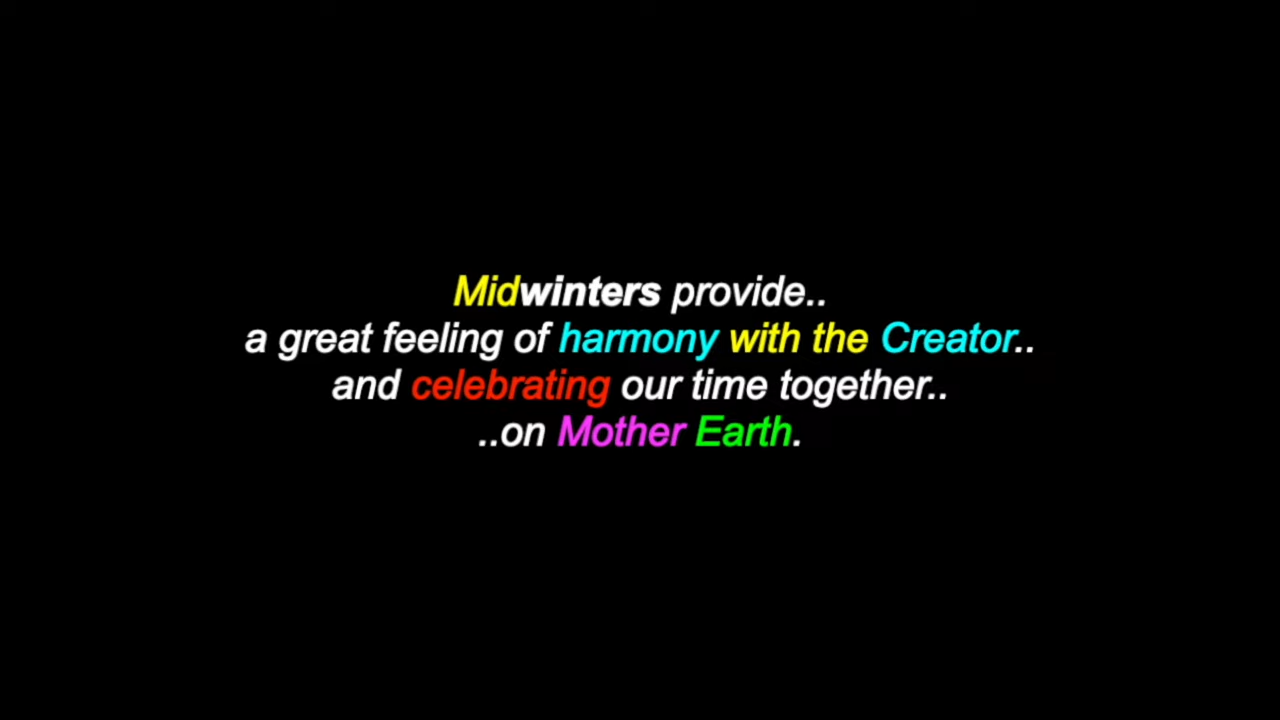 Midwinters provide..
a great feeling of harmony with the Creator..
and celebrating our time together..
..on Mother Earth.